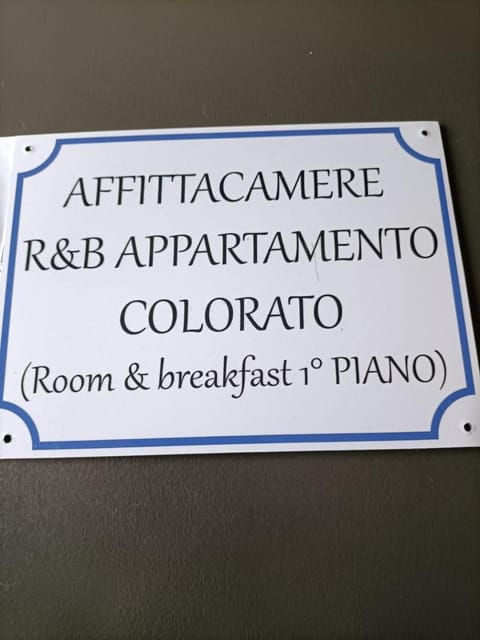 AFFITTACAMERE
R&B APPARTAMENTO
COLORATO
(Room & breakfast 1° PIANO)